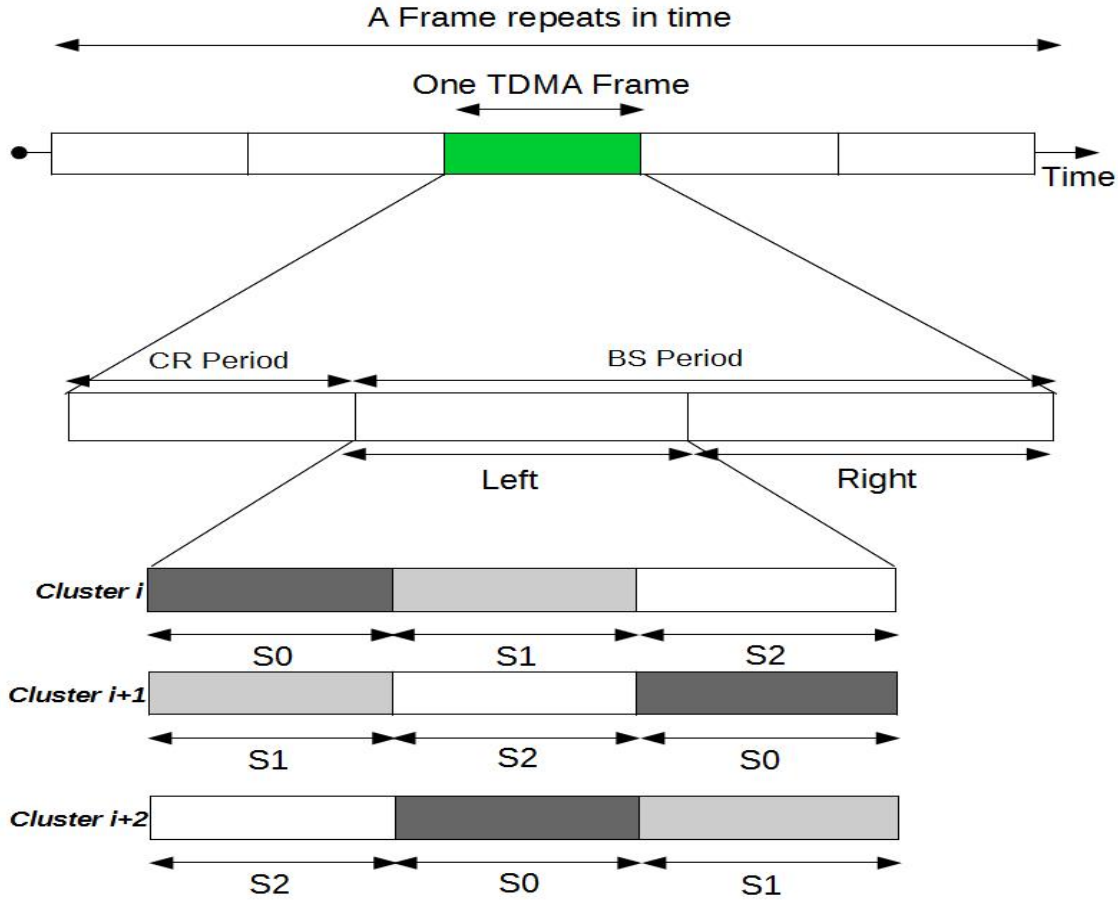 A Frame repeats in time
One TDMA Frame
Time
CR Period
BS Period
Left
Right
Cluster i
S0
S1
S2
Cluster i+1
S1
S2
S0
Cluster i+2
S2
S0
S1